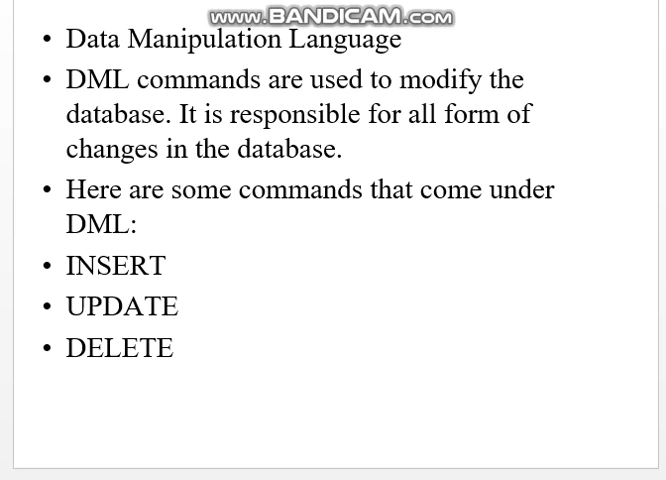 www.BANDICAM.com
• Data Manipulation Language
• DML commands are used to modify the
database. It is responsible for all form of
changes in the database.
• Here are some commands that come under
DML:
• INSERT
• UPDATE
• DELETE